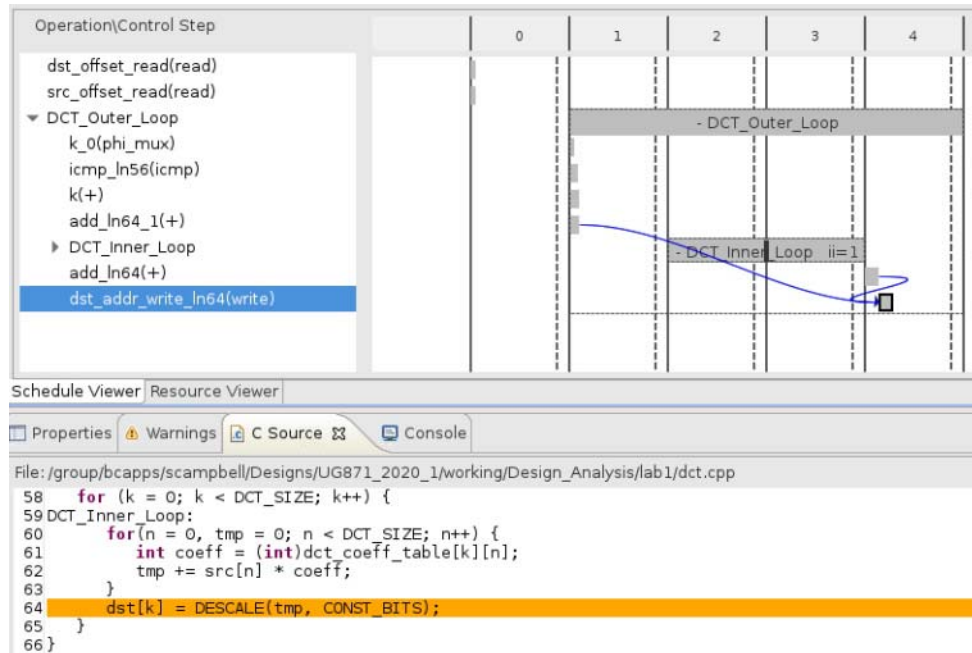 Operation\Control Step
0 1 2 3 4
dst_offset_read(read)
src_offset_read(read)
DCT_Outer_Loop
- DCT_Outer_Loop
k_0(phi_mux)
icmp_ln56(icmp)
k(+)
add_ln64_1(+)
DCT_Inner_Loop
- DCT_Inner_Loop ii=1
add_ln64(+)
dst_addr_write_ln64(write)
Schedule Viewer Resource Viewer
Properties Warnings C Source Console
File: /group/bcapps/scampbell/Designs/UG871_2020_1/working/Design_Analysis/lab1/dct.cpp
58 for (k = 0; k < DCT_SIZE; k++) {
59 DCT_Inner_Loop:
60 for(n = 0, tmp = 0; n < DCT_SIZE; n++) {
61 int coeff = (int)dct_coeff_table[k][n];
62 tmp += src[n] * coeff;
63 }
64 dst[k] = DESCALE(tmp, CONST_BITS);
65 }
66 }